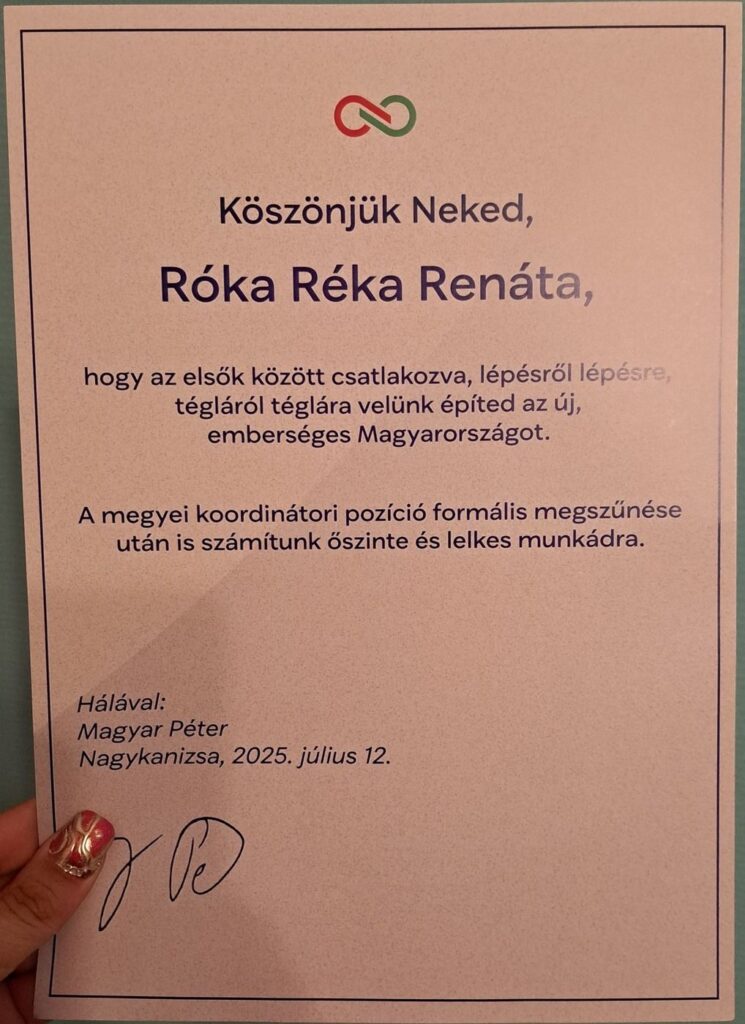 Köszönjük Neked,
Róka Réka Renáta,
hogy az elsők között csatlakozva, lépésről lépésre,
tégláról téglára velünk építed az új,
emberséges Magyarországot.
A megyei koordinátori pozíció formális megszűnése
után is számítunk őszinte és lelkes munkádra.
Hálával:
Magyar Péter
Nagykanizsa, 2025. július 12.